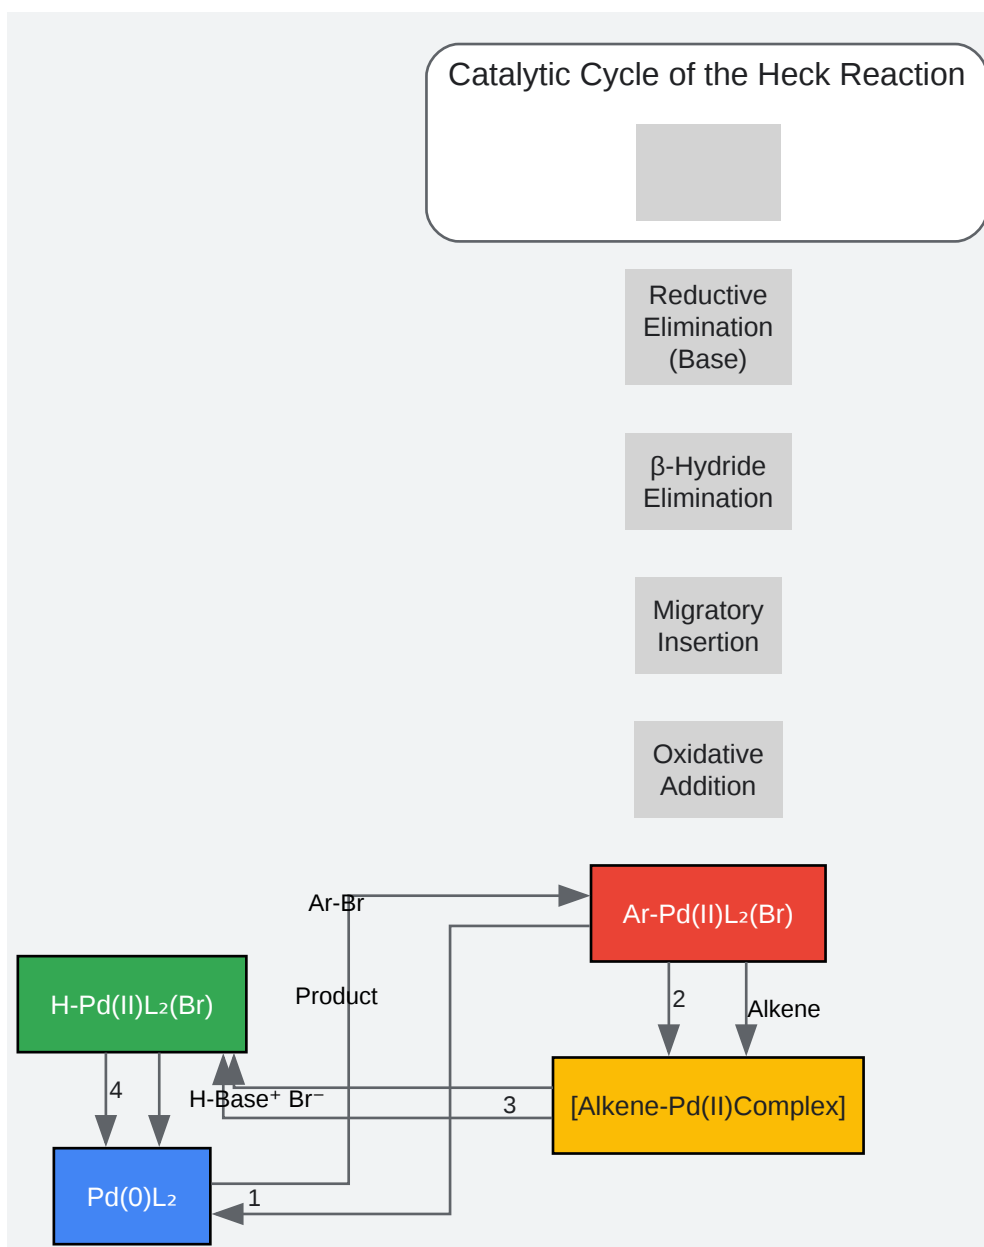 Catalytic Cycle of the Heck Reaction
Reductive
Elimination
(Base)
β-Hydride
Elimination
Migratory
Insertion
Oxidative
Addition
Ar-Br
Ar-Pd(II)L₂(Br)
H-Pd(II)L₂(Br)
Product
2
Alkene
4
H-Base⁺ Br⁻
3
[Alkene-Pd(II)Complex]
Pd(0)L₂
1